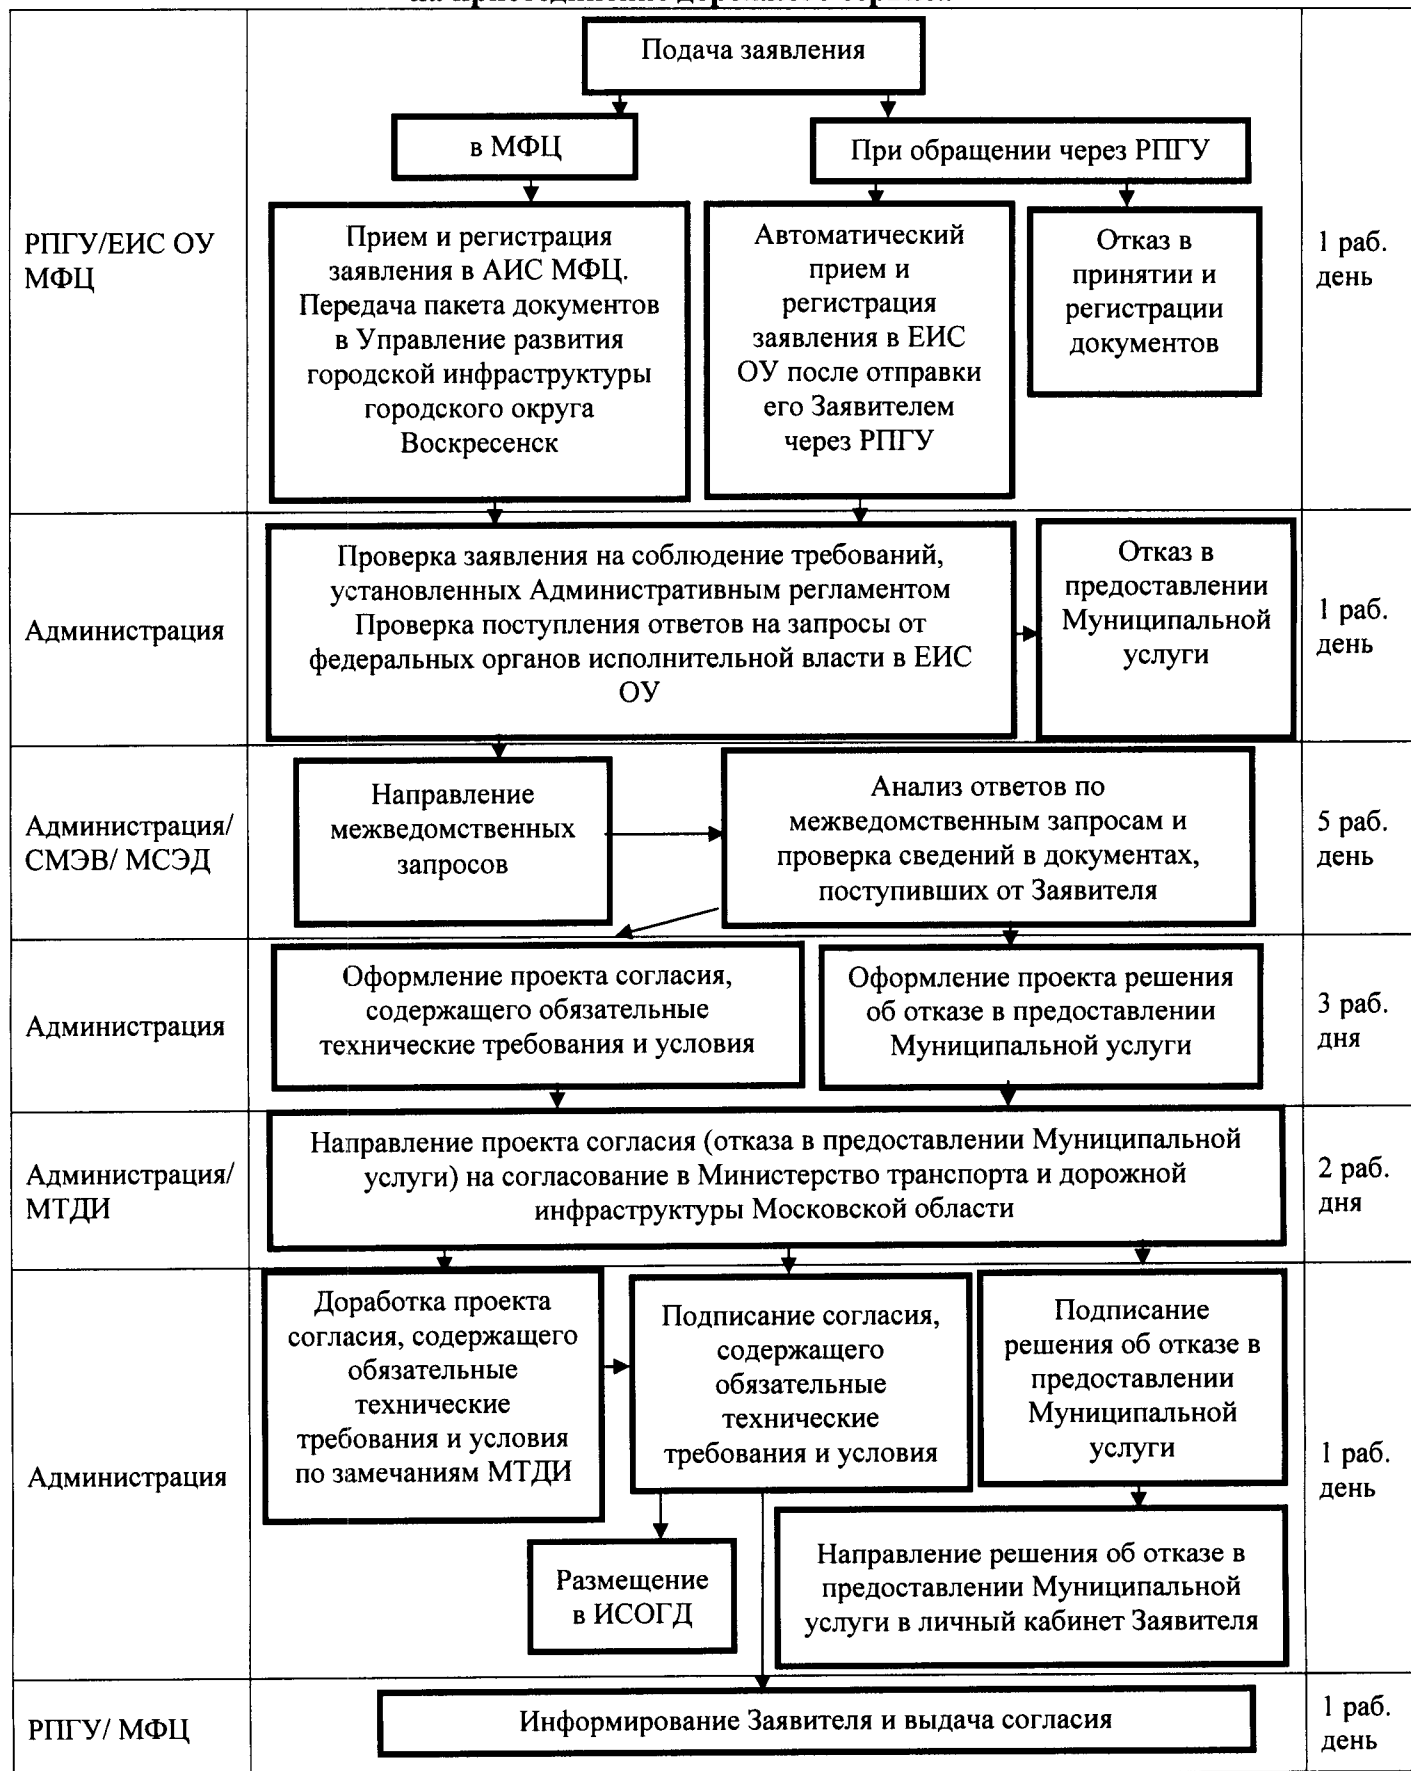 Подача заявления
в МФЦ
При обращении через РПГУ
РПГУ/ЕИС ОУ
МФЦ
Прием и регистрация
заявления в АИС МФЦ.
Передача пакета документов
в Управление развития
городской инфраструктуры
городского округа
Воскресенск
Автоматический
прием и
регистрация
заявления в ЕИС
ОУ после отправки
его Заявителем
через РПГУ
Отказ в
принятии и
регистрации
документов
1 раб.
день
Администрация
Проверка заявления на соблюдение требований,
установленных Административным регламентом
Проверка поступления ответов на запросы от
федеральных органов исполнительной власти в ЕИС
ОУ
Отказ в
предоставлении
Муниципальной
услуги
1 раб.
день
Администрация/
СМЭВ/ МСЭД
Направление
межведомственных
запросов
Анализ ответов по
межведомственным запросам и
проверка сведений в документах,
поступивших от Заявителя
5 раб.
день
Администрация
Оформление проекта согласия,
содержащего обязательные
технические требования и условия
Оформление проекта решения
об отказе в предоставлении
Муниципальной услуги
3 раб.
дня
Администрация/
МТДИ
Направление проекта согласия (отказа в предоставлении Муниципальной
услуги) на согласование в Министерство транспорта и дорожной
инфраструктуры Московской области
2 раб.
дня
Администрация
Доработка проекта
согласия, содержащего
обязательные
технические
требования и условия
по замечаниям МТДИ
Подписание согласия,
содержащего
обязательные
технические
требования и условия
Подписание
решения об отказе в
предоставлении
Муниципальной
услуги
1 раб.
день
Размещение
в ИСОГД
Направление решения об отказе в
предоставлении Муниципальной
услуги в личный кабинет Заявителя
РПГУ/ МФЦ
Информирование Заявителя и выдача согласия
1 раб.
день